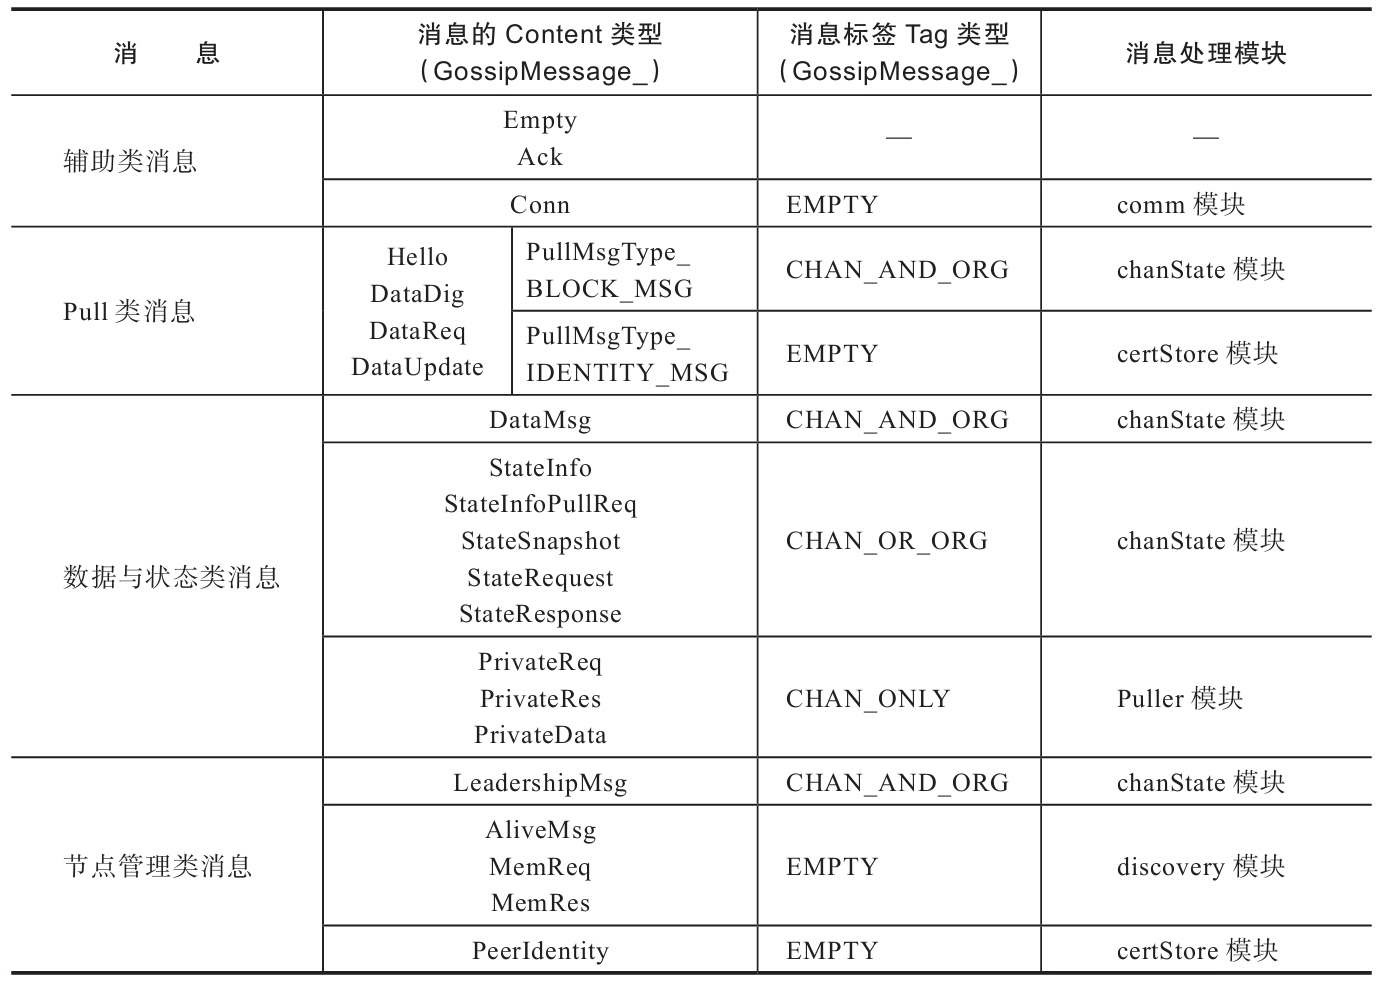 消 息
消息的 Content 类型
（GossipMessage_）
消息标签 Tag 类型
（GossipMessage_）
消息处理模块
辅助类消息
Empty
Ack
—
—
Conn
EMPTY
comm 模块
Pull 类消息
Hello
DataDig
DataReq
DataUpdate
PullMsgType_
BLOCK_MSG
CHAN_AND_ORG
chanState 模块
PullMsgType_
IDENTITY_MSG
EMPTY
certStore 模块
数据与状态类消息
DataMsg
CHAN_AND_ORG
chanState 模块
StateInfo
StateInfoPullReq
StateSnapshot
StateRequest
StateResponse
CHAN_OR_ORG
chanState 模块
PrivateReq
PrivateRes
PrivateData
CHAN_ONLY
Puller 模块
节点管理类消息
LeadershipMsg
CHAN_AND_ORG
chanState 模块
AliveMsg
MemReq
MemRes
EMPTY
discovery 模块
PeerIdentity
EMPTY
certStore 模块